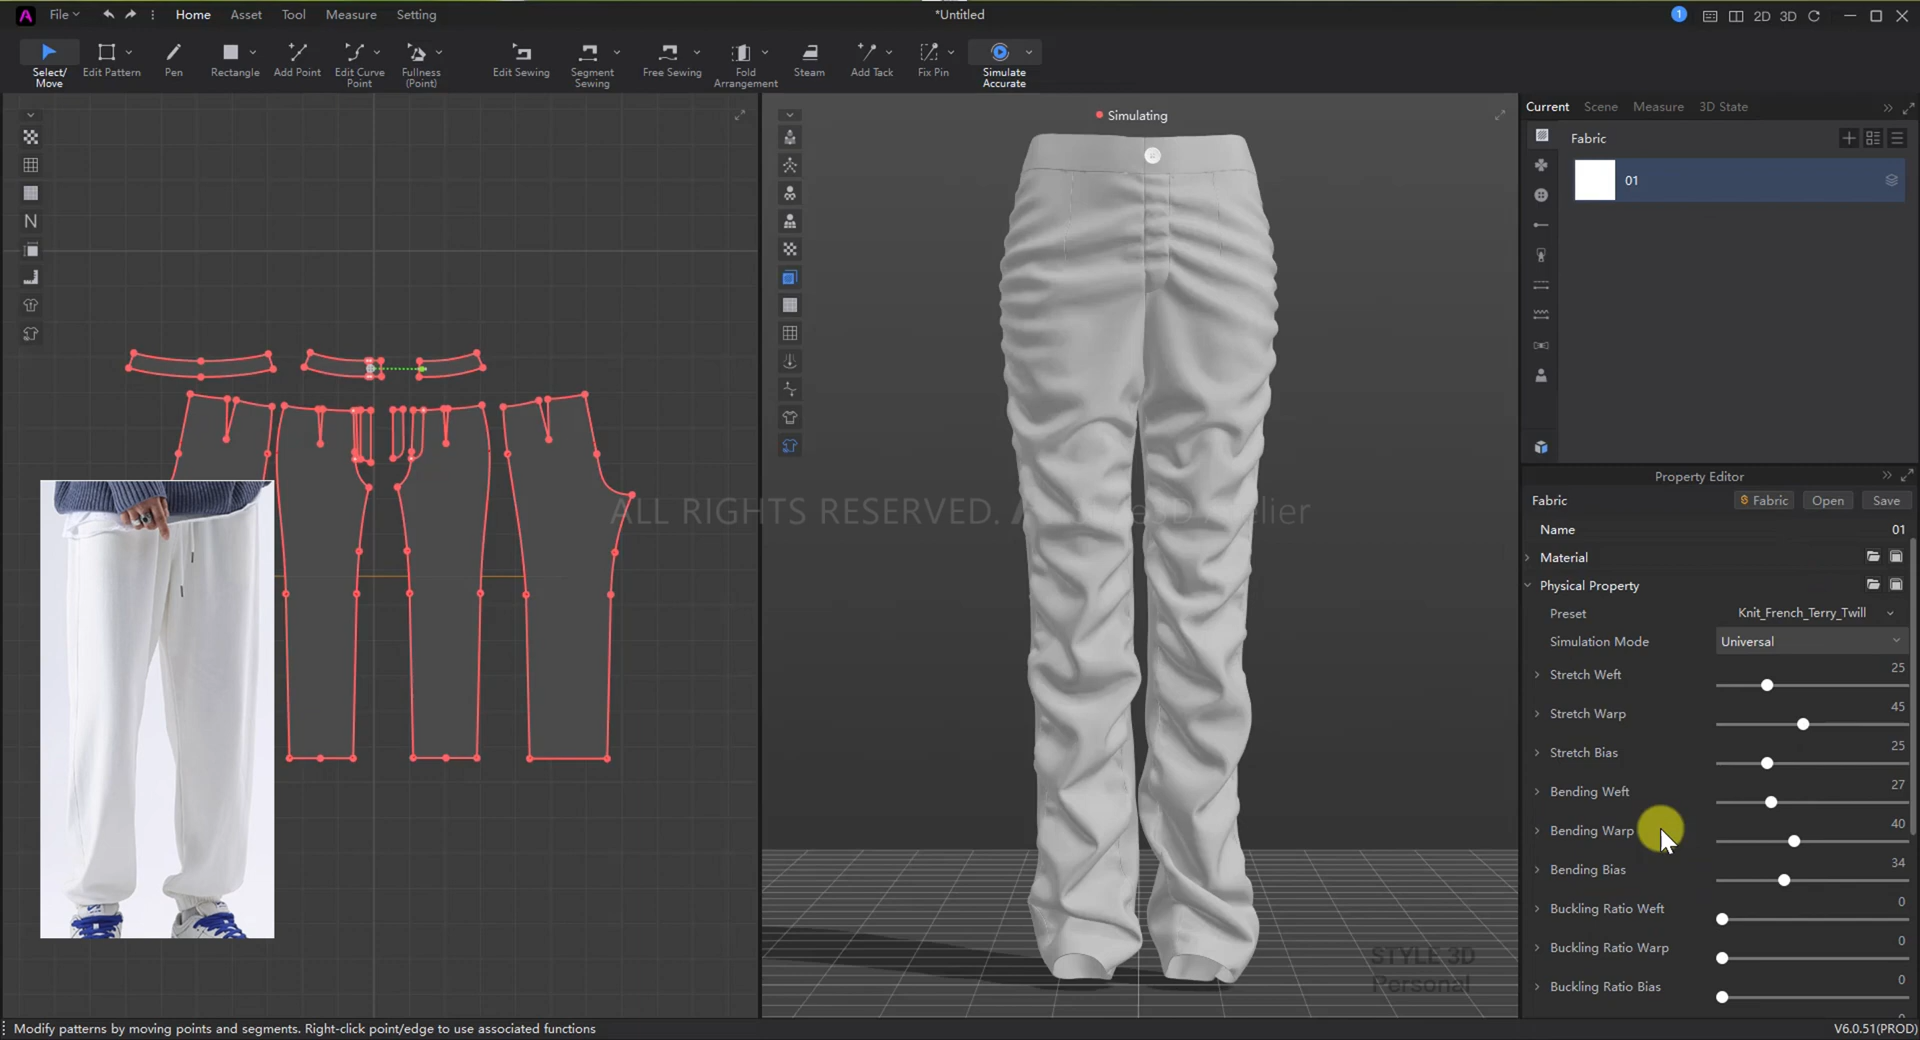 File
Home
Asset
Tool
Measure
Setting
*Untitled
1
2D
3D
Select/
Move
Edit Pattern
Pen
Rectangle
Add Point
Edit Curve
Point
Fullness
(Point)
Edit Sewing
Segment
Sewing
Free Sewing
Fold
Arrangement
Steam
Add Tack
Fix Pin
Simulate
Accurate
Simulating
Current
Scene
Measure
3D State
Fabric
01
Property Editor
Fabric
Fabric
Open
Save
Name
01
Material
Physical Property
Preset
Knit_French_Terry_Twill
Simulation Mode
Universal
Stretch Weft
25
Stretch Warp
45
Stretch Bias
25
Bending Weft
27
Bending Warp
40
Bending Bias
34
Buckling Ratio Weft
0
Buckling Ratio Warp
0
Buckling Ratio Bias
0
N
ALL RIGHTS RESERVED.
STYLE 3D
Personal
Modify patterns by moving points and segments. Right-click point/edge to use associated functions
V6.0.51(PROD)